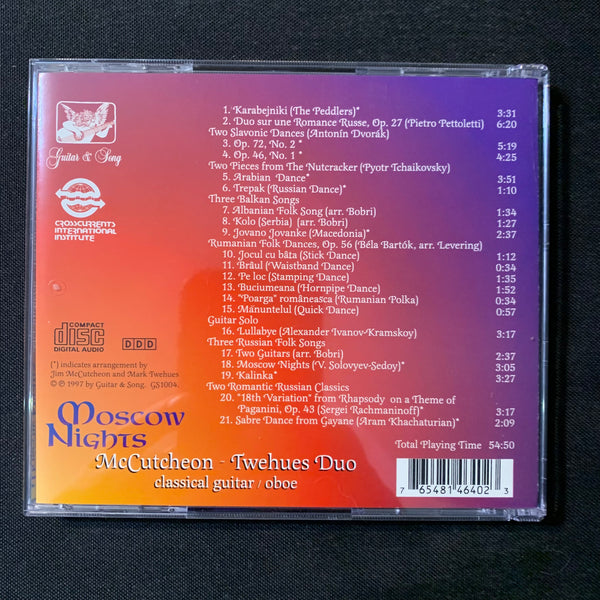 Guitar & Song
CROSSCURRENTS
INTERNATIONAL
INSTITUTE
1. Karabejniki (The Peddlers)* 3:31
2. Duo sur une Romance Russe, Op. 27 (Pietro Pettoletti) 6:20
Two Slavonic Dances (Antonín Dvorák)
3. Op. 72, No. 2 * 5:19
4. Op. 46, No. 1 * 4:25
Two Pieces from The Nutcracker (Pyotr Tchaikovsky)
5. Arabian Dance* 3:51
6. Trepak (Russian Dance)* 1:10
Three Balkan Songs
7. Albanian Folk Song (arr. Bobri) 1:34
8. Kolo (Serbia) (arr. Bobri) 1:27
9. Jovano Jovanke (Macedonia)* 2:37
Rumanian Folk Dances, Op. 56 (Béla Bartók, arr. Levering)
10. Jocul cu bâta (Stick Dance) 1:12
11. Brâul (Waistband Dance) 0:34
12. Pe loc (Stamping Dance) 1:35
13. Buciumeana (Hornpipe Dance) 1:52
14. "Poarga" româneasca (Rumanian Polka) 0:34
15. Mănuntelul (Quick Dance) 0:57
Guitar Solo
16. Lullabye (Alexander Ivanov-Kramskoy) 3:17
Three Russian Folk Songs
17. Two Guitars (arr. Bobri) 2:37
18. Moscow Nights *(V. Solovyev-Sedoy)* 3:05
19. Kalinka* 3:27
Two Romantic Russian Classics
20. "18th Variation" from Rhapsody on a Theme of
Paganini, Op. 43 (Sergei Rachmaninoff)* 3:17
21. Sabre Dance from Gayane (Aram Khachaturian)* 2:09
Total Playing Time 54:50
COMPACT
disc
DIGITAL AUDIO
DDD
(*) indicates arrangement by
Jim McCutcheon and Mark Twehues
© ℗ 1997 by Guitar & Song. GS1004.
Moscow
Nights
McCutcheon - Twehues Duo
classical guitar / oboe
7 65481 46402 3